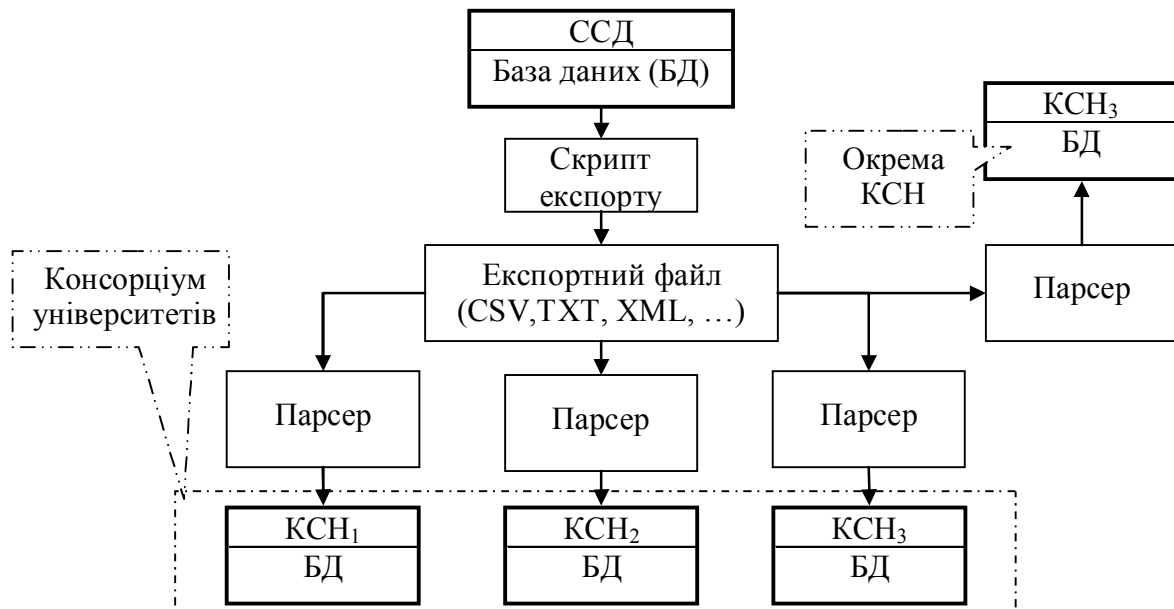 ССД
База даних (БД)
КСН₃
БД
Скрипт
експорту
Окрема
КСН
Консорціум
університетів
Експортний файл
(CSV,TXT, XML, …)
Парсер
Парсер
Парсер
Парсер
КСН₁
БД
КСН₂
БД
КСН₃
БД